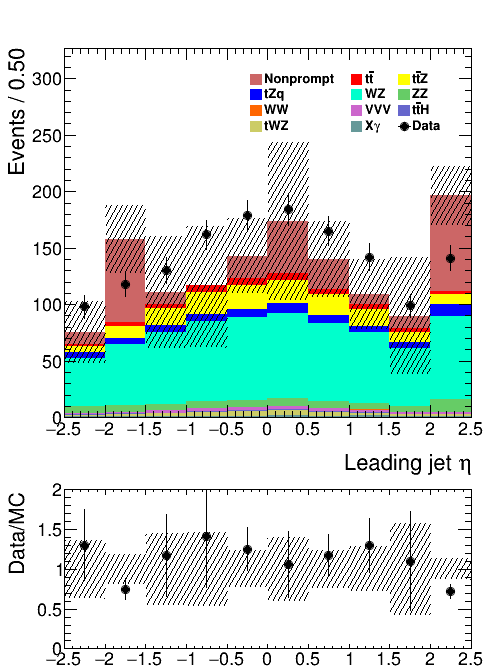 Events / 0.50
300
250
200
150
100
50
0
Nonprompt tt̄ tt̄Z
tZq WZ ZZ
WW VVV tt̄H
tWZ Xγ Data
−2.5 −2 −1.5 −1 −0.5 0 0.5 1 1.5 2 2.5
Leading jet η
Data/MC
2
1.5
1
0.5
0
−2.5 −2 −1.5 −1 −0.5 0 0.5 1 1.5 2 2.5